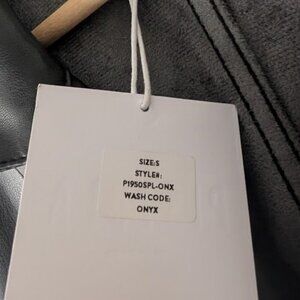 SIZE:S
STYLE#:
P1950SPL-ONX
WASH CODE:
ONYX